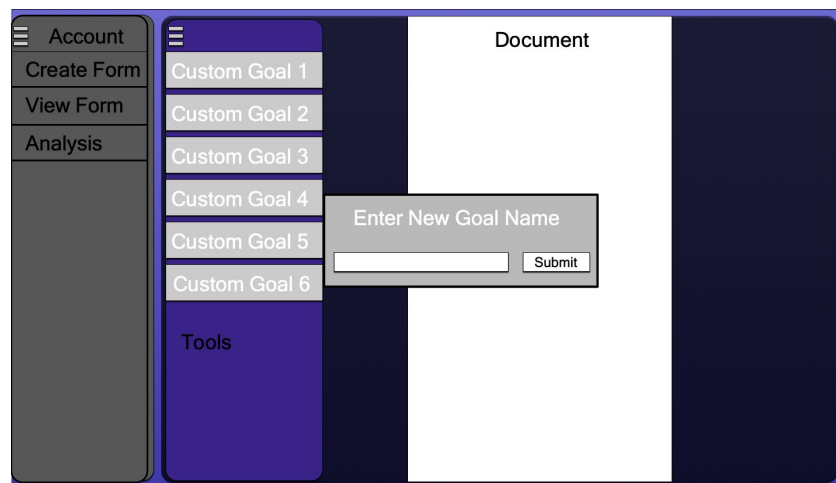 Account
Create Form
View Form
Analysis
Custom Goal 1
Custom Goal 2
Custom Goal 3
Custom Goal 4
Custom Goal 5
Custom Goal 6
Tools
Document
Enter New Goal Name
Submit